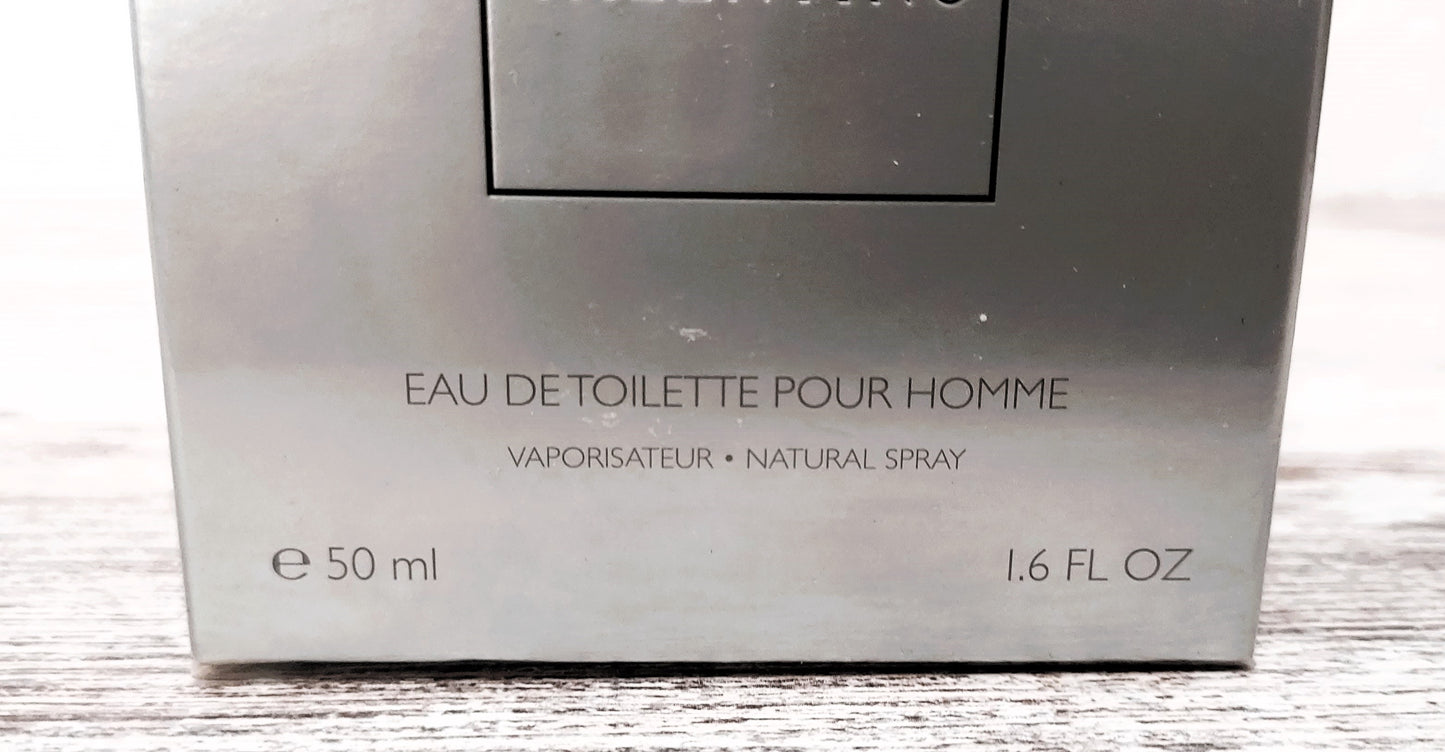 EAU DE TOILETTE POUR HOMME
VAPORISATEUR • NATURAL SPRAY
℮ 50 ml
1.6 FL OZ